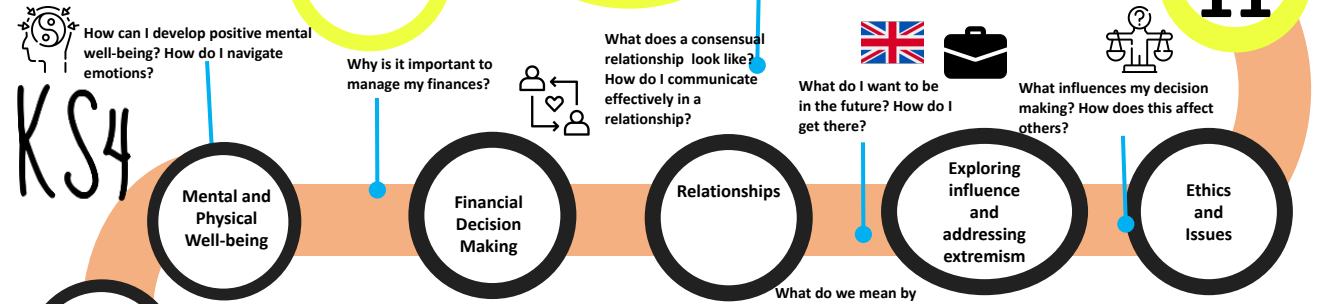 How can I develop positive mental
well-being? How do I navigate
emotions?
KS4
Why is it important to
manage my finances?
What does a consensual
relationship look like?
How do I communicate
effectively in a
relationship?
What do I want to be
in the future? How do I
get there?
What influences my decision
making? How does this affect
others?
11
Mental and
Physical
Well-being
Financial
Decision
Making
Relationships
Exploring
influence
and
addressing
extremism
Ethics
and
Issues
What do we mean by